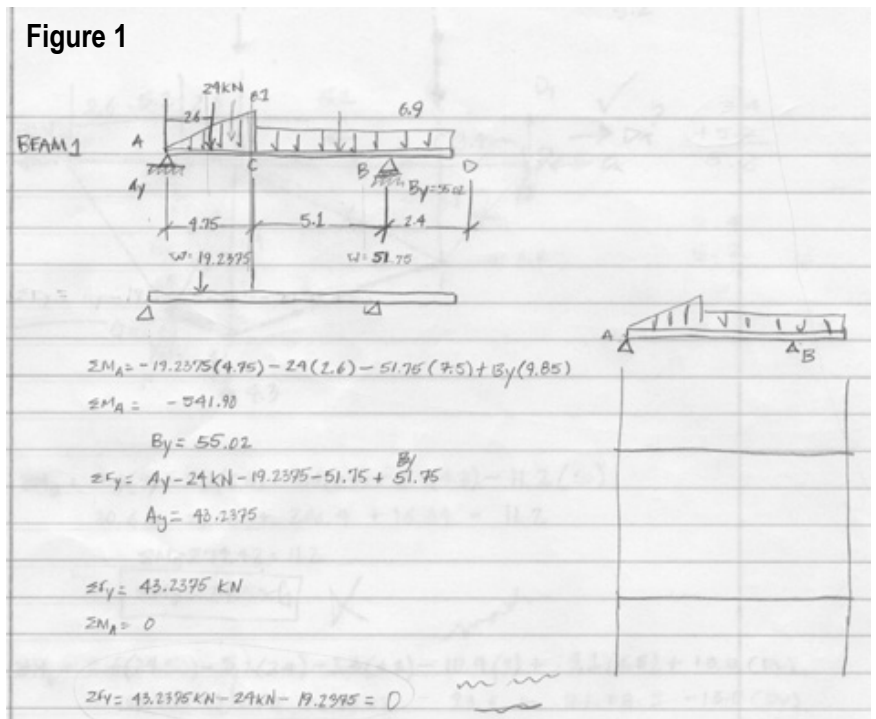 Figure 1
24KN 8.1
2.6 6.9
BEAM 1 A
C B D
Ay By=55.02
4.75 5.1 2.4
W=19.2375 W=51.75
A B
ΣMA= -19.2375(4.75) - 24(2.6) - 51.75(7.5) + By(9.85)
ΣMA= -541.90
By= 55.02
By
ΣFy= Ay-24KN-19.2375-51.75 + 51.75
Ay= 43.2375
ΣFy= 43.2375 KN
ΣMA= 0
ΣFy= 43.2375KN-24KN-19.2375 = 0